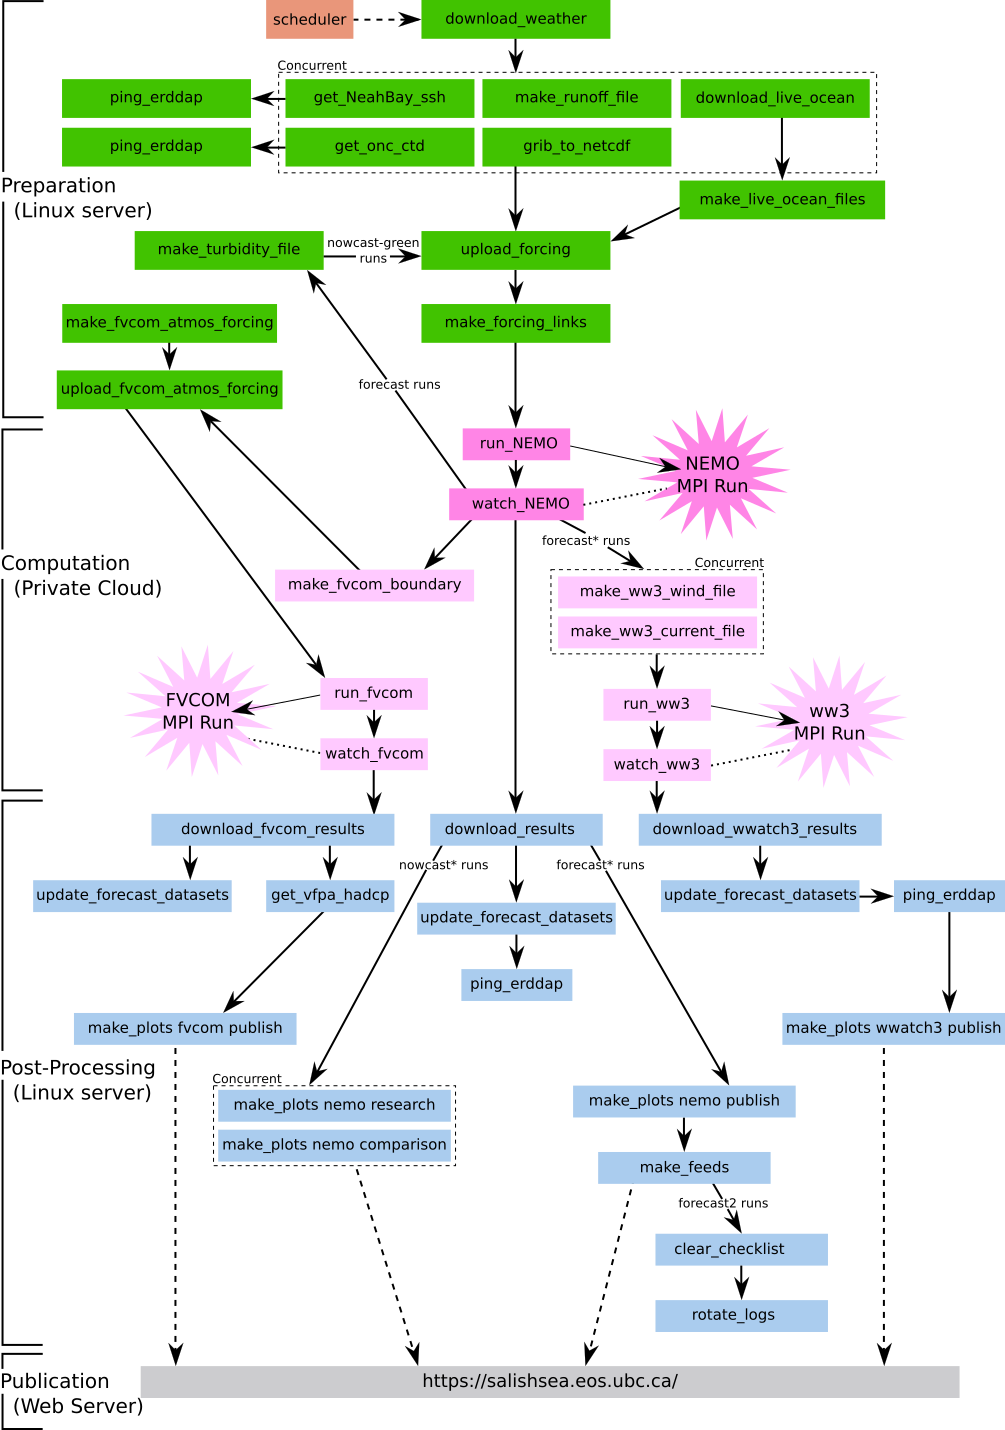 scheduler
download_weather
Concurrent
ping_erddap
get_NeahBay_ssh
make_runoff_file
download_live_ocean
ping_erddap
get_onc_ctd
grib_to_netcdf
Preparation
(Linux server)
make_live_ocean_files
make_turbidity_file
nowcast-green
runs
upload_forcing
make_fvcom_atmos_forcing
make_forcing_links
upload_fvcom_atmos_forcing
forecast runs
run_NEMO
NEMO
MPI Run
watch_NEMO
forecast* runs
Computation
(Private Cloud)
make_fvcom_boundary
Concurrent
make_ww3_wind_file
make_ww3_current_file
FVCOM
MPI Run
run_fvcom
run_ww3
ww3
MPI Run
watch_fvcom
watch_ww3
download_fvcom_results
download_results
download_wwatch3_results
nowcast* runs
forecast* runs
update_forecast_datasets
get_vfpa_hadcp
update_forecast_datasets
update_forecast_datasets
ping_erddap
ping_erddap
make_plots fvcom publish
make_plots wwatch3 publish
Post-Processing
(Linux server)
Concurrent
make_plots nemo research
make_plots nemo comparison
make_plots nemo publish
make_feeds
forecast2 runs
clear_checklist
rotate_logs
Publication
(Web Server)
https://salishsea.eos.ubc.ca/